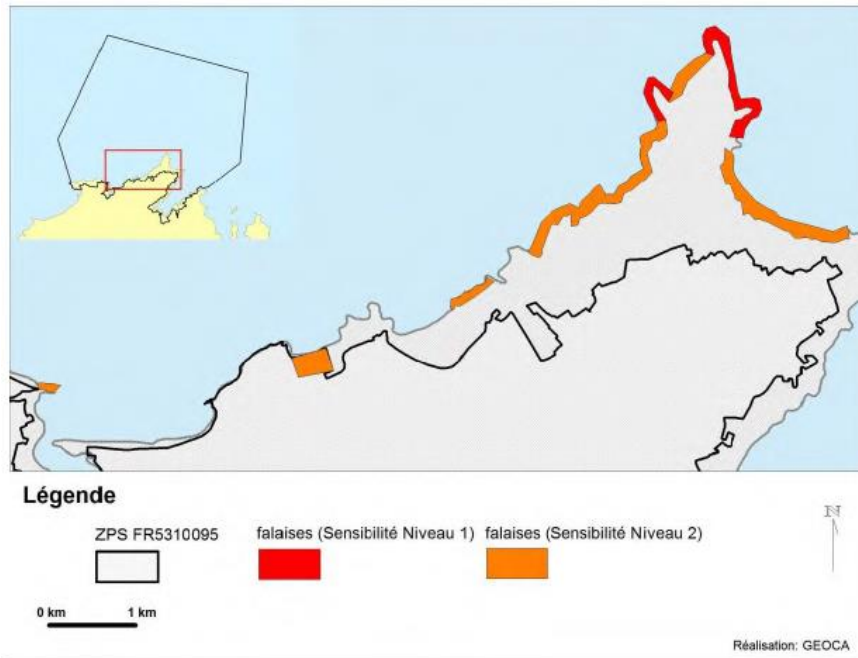 Légende
ZPS FR5310095
falaises (Sensibilité Niveau 1)
falaises (Sensibilité Niveau 2)
N
0 km
1 km
Réalisation: GEOCA